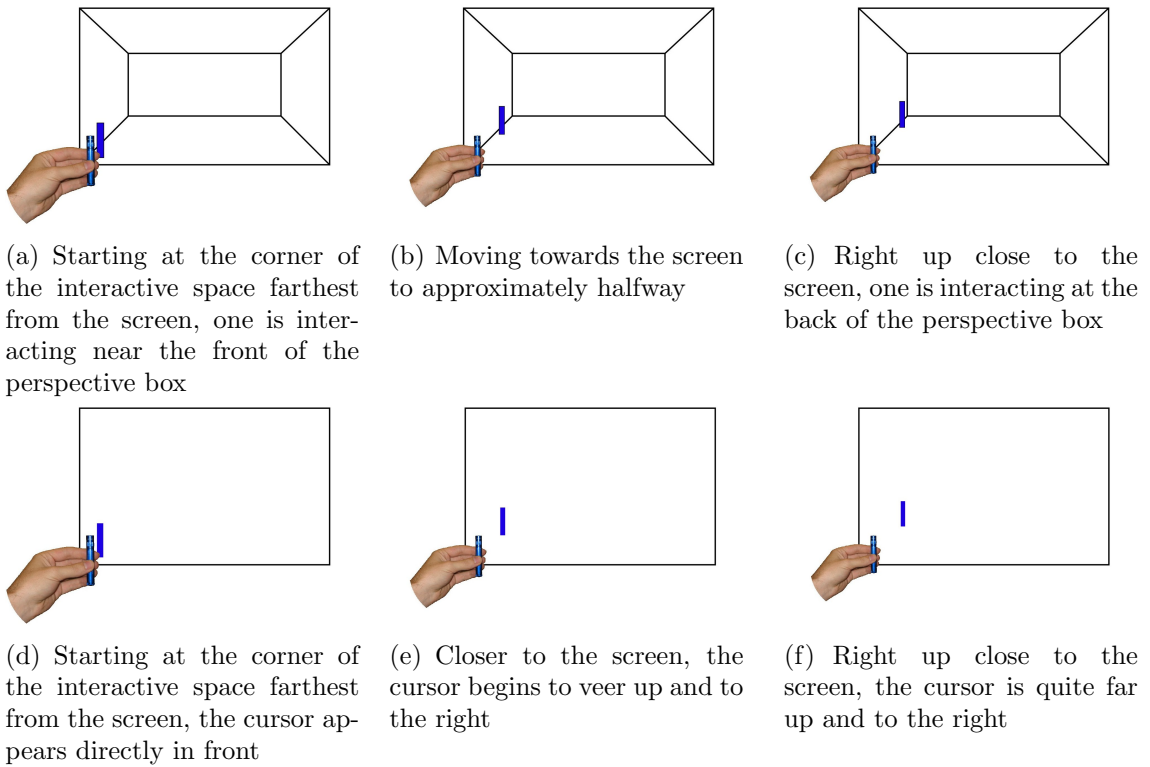 (a) Starting at the corner of
the interactive space farthest
from the screen, one is inter-
acting near the front of the
perspective box
(b) Moving towards the screen
to approximately halfway
(c) Right up close to the
screen, one is interacting at the
back of the perspective box
(d) Starting at the corner of
the interactive space farthest
from the screen, the cursor ap-
pears directly in front
(e) Closer to the screen, the
cursor begins to veer up and to
the right
(f) Right up close to the
screen, the cursor is quite far
up and to the right